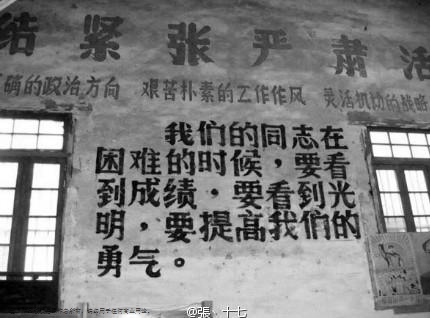 结 紧 张 严 肃 活
确的政治方向 艰苦朴素的工作作风 灵活机动的战略
我们的同志在
困难的时候，要看
到成绩，要看到光
明，要提高我们的
勇气。
@張_十七